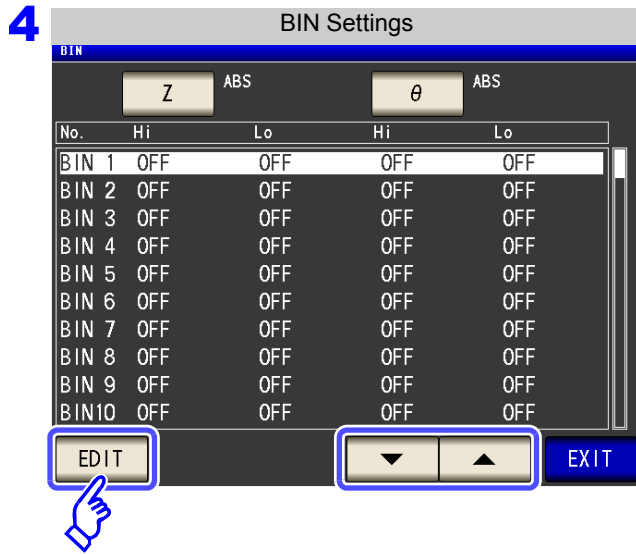 4
BIN Settings
BIN
Z ABS θ ABS
No. Hi Lo Hi Lo
BIN 1 OFF OFF OFF OFF
BIN 2 OFF OFF OFF OFF
BIN 3 OFF OFF OFF OFF
BIN 4 OFF OFF OFF OFF
BIN 5 OFF OFF OFF OFF
BIN 6 OFF OFF OFF OFF
BIN 7 OFF OFF OFF OFF
BIN 8 OFF OFF OFF OFF
BIN 9 OFF OFF OFF OFF
BIN10 OFF OFF OFF OFF
EDIT ▼ ▲ EXIT